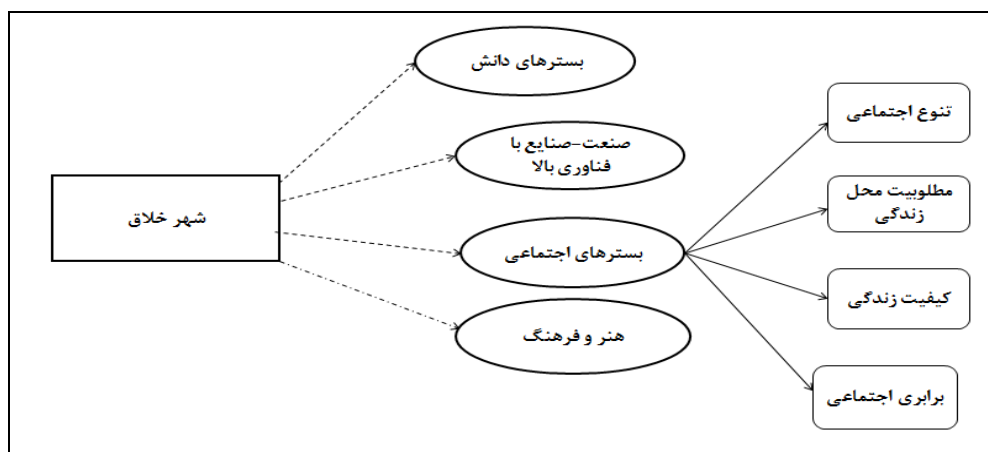 شهر خلاق
بسترهای دانش
صنعت-صنایع با
فناوری بالا
بسترهای اجتماعی
هنر و فرهنگ
تنوع اجتماعی
مطلوبیت محل
زندگی
کیفیت زندگی
برابری اجتماعی